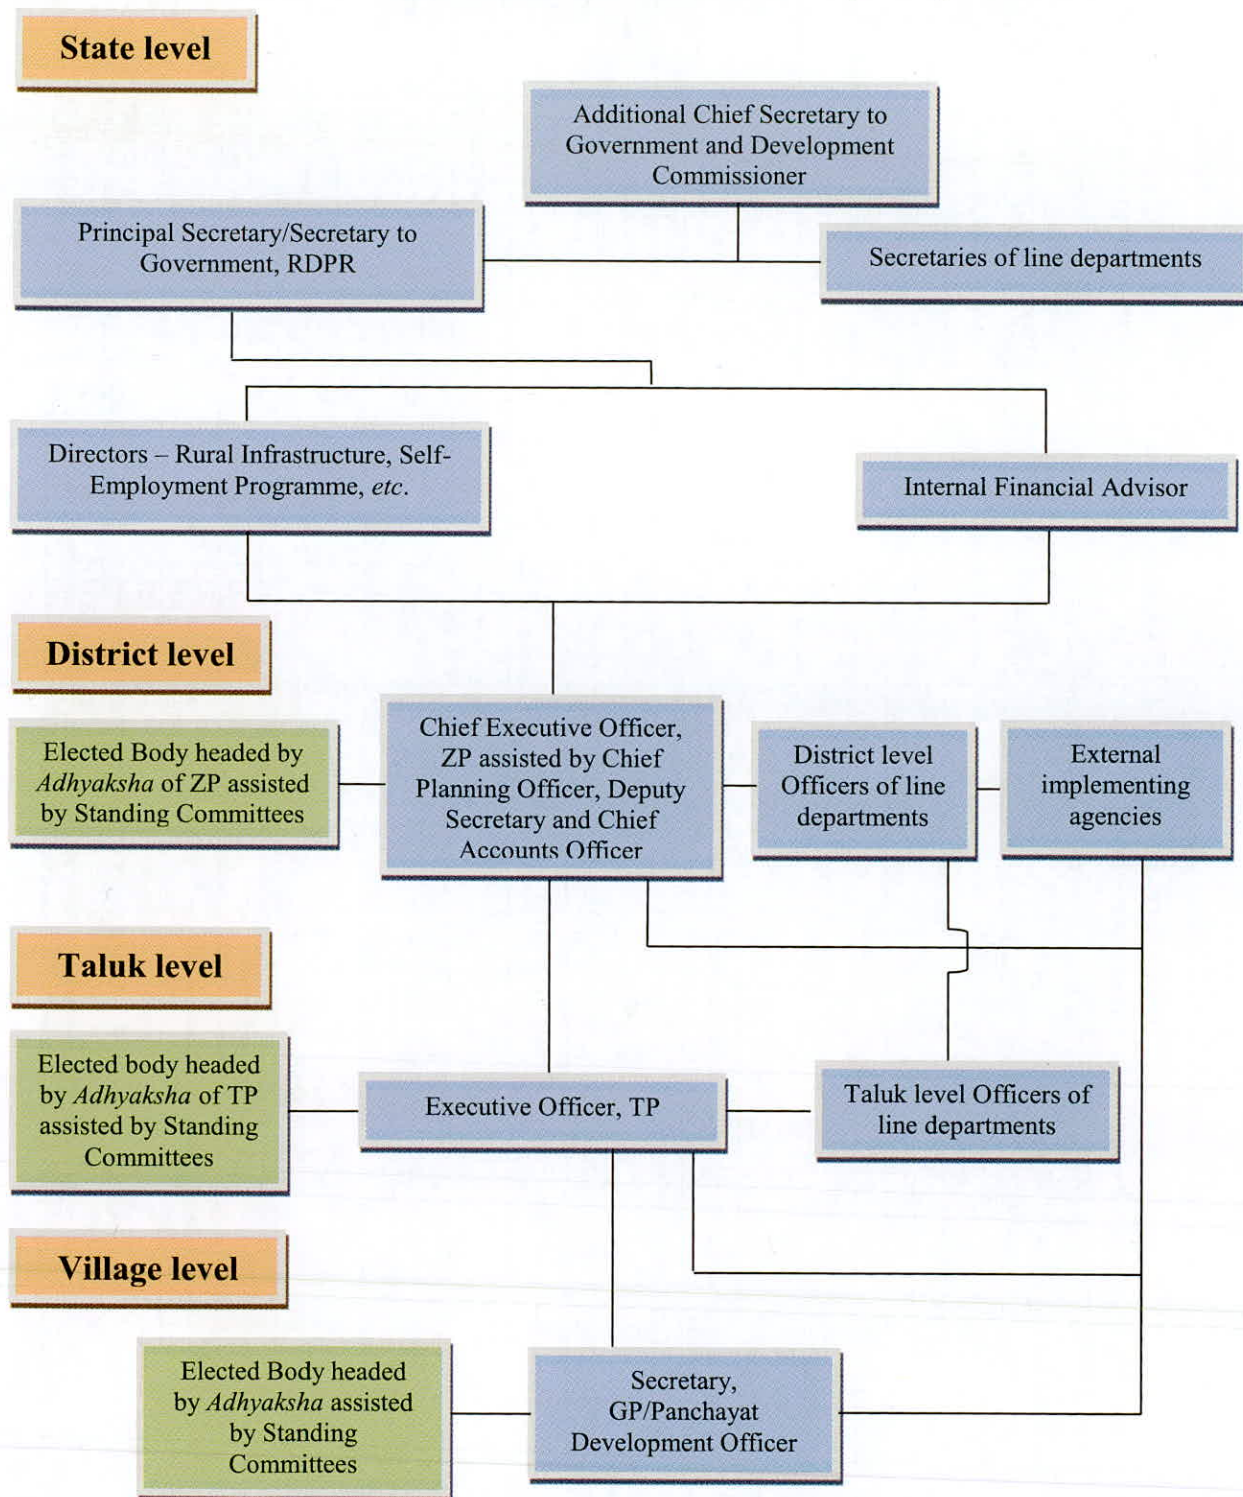 State level
Additional Chief Secretary to
Government and Development
Commissioner
Principal Secretary/Secretary to
Government, RDPR
Secretaries of line departments
Directors – Rural Infrastructure, Self-
Employment Programme, etc.
Internal Financial Advisor
District level
Elected Body headed by
Adhyaksha of ZP assisted
by Standing Committees
Chief Executive Officer,
ZP assisted by Chief
Planning Officer, Deputy
Secretary and Chief
Accounts Officer
District level
Officers of line
departments
External
implementing
agencies
Taluk level
Elected body headed
by Adhyaksha of TP
assisted by Standing
Committees
Executive Officer, TP
Taluk level Officers of
line departments
Village level
Elected Body headed
by Adhyaksha assisted
by Standing
Committees
Secretary,
GP/Panchayat
Development Officer